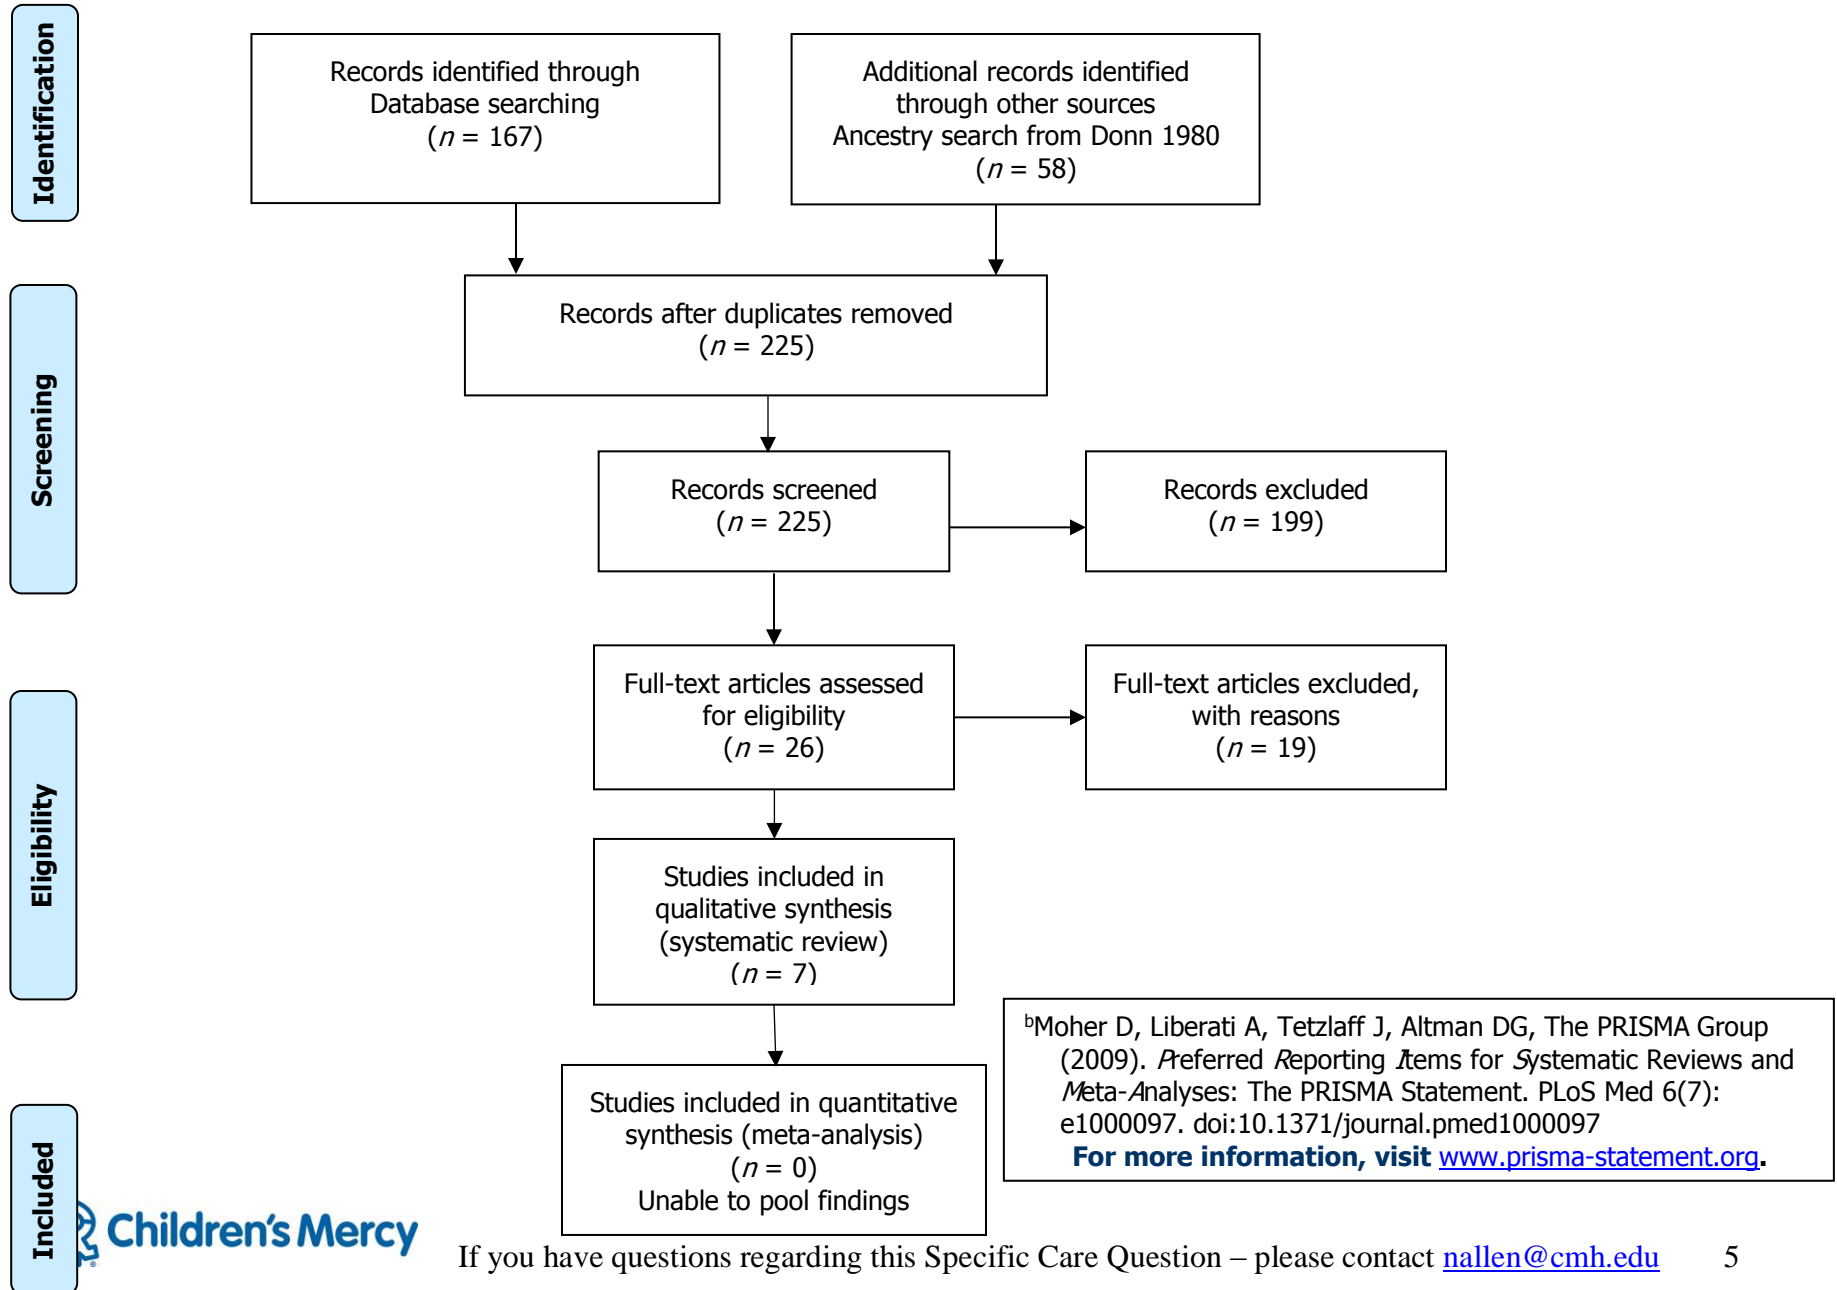 Identification
Records identified through
Database searching
(n = 167)
Additional records identified
through other sources
Ancestry search from Donn 1980
(n = 58)
Screening
Records after duplicates removed
(n = 225)
Records screened
(n = 225)
Records excluded
(n = 199)
Eligibility
Full-text articles assessed
for eligibility
(n = 26)
Full-text articles excluded,
with reasons
(n = 19)
Studies included in
qualitative synthesis
(systematic review)
(n = 7)
Included
Studies included in quantitative
synthesis (meta-analysis)
(n = 0)
Unable to pool findings
ᵇMoher D, Liberati A, Tetzlaff J, Altman DG, The PRISMA Group
(2009). Preferred Reporting Items for Systematic Reviews and
Meta-Analyses: The PRISMA Statement. PLoS Med 6(7):
e1000097. doi:10.1371/journal.pmed1000097
For more information, visit www.prisma-statement.org.
Children's Mercy
If you have questions regarding this Specific Care Question – please contact nallen@cmh.edu 5